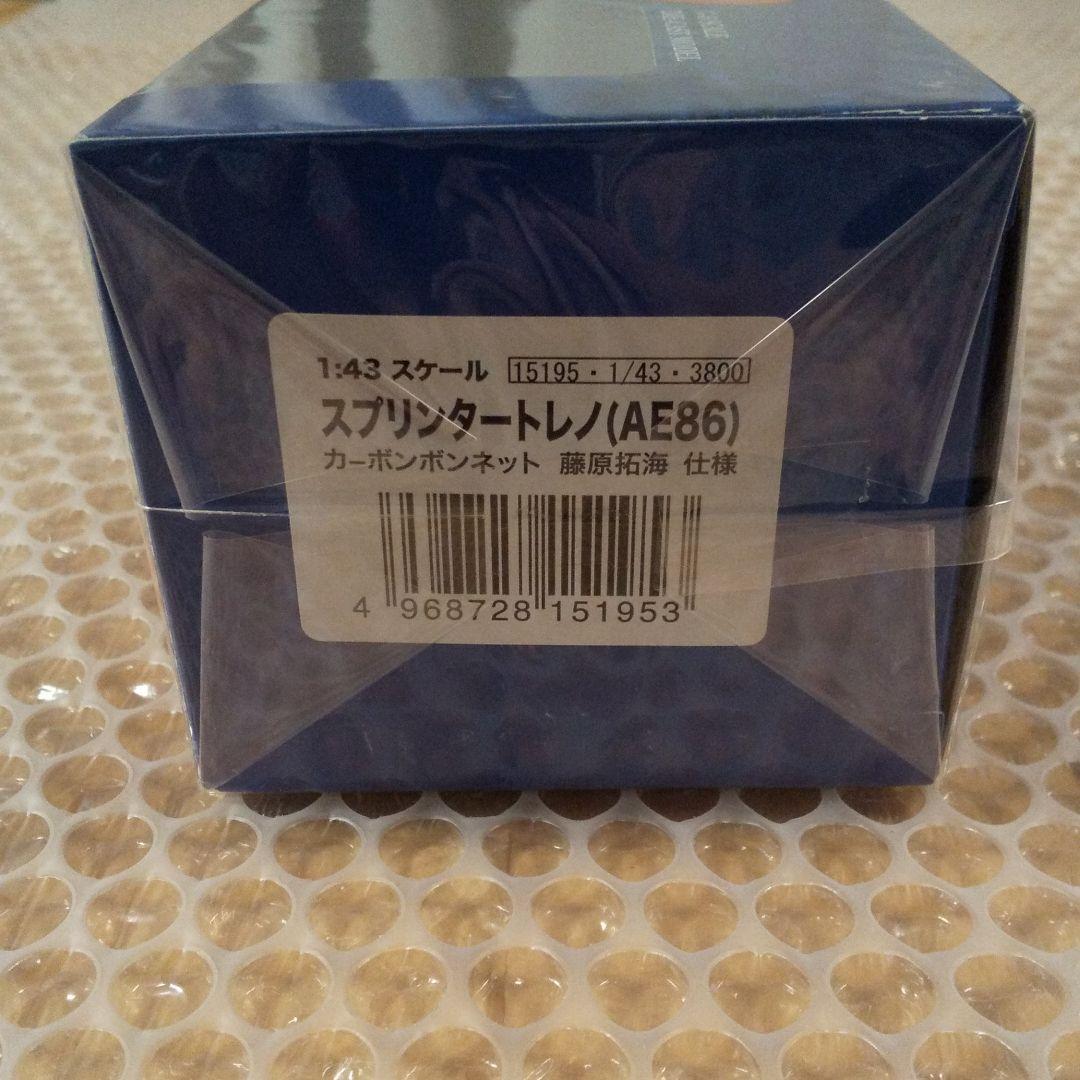 1:43 スケール 15195・1/43・3800
スプリンタートレノ(AE86)
カーボンボンネット 藤原拓海 仕様
4 968728 151953